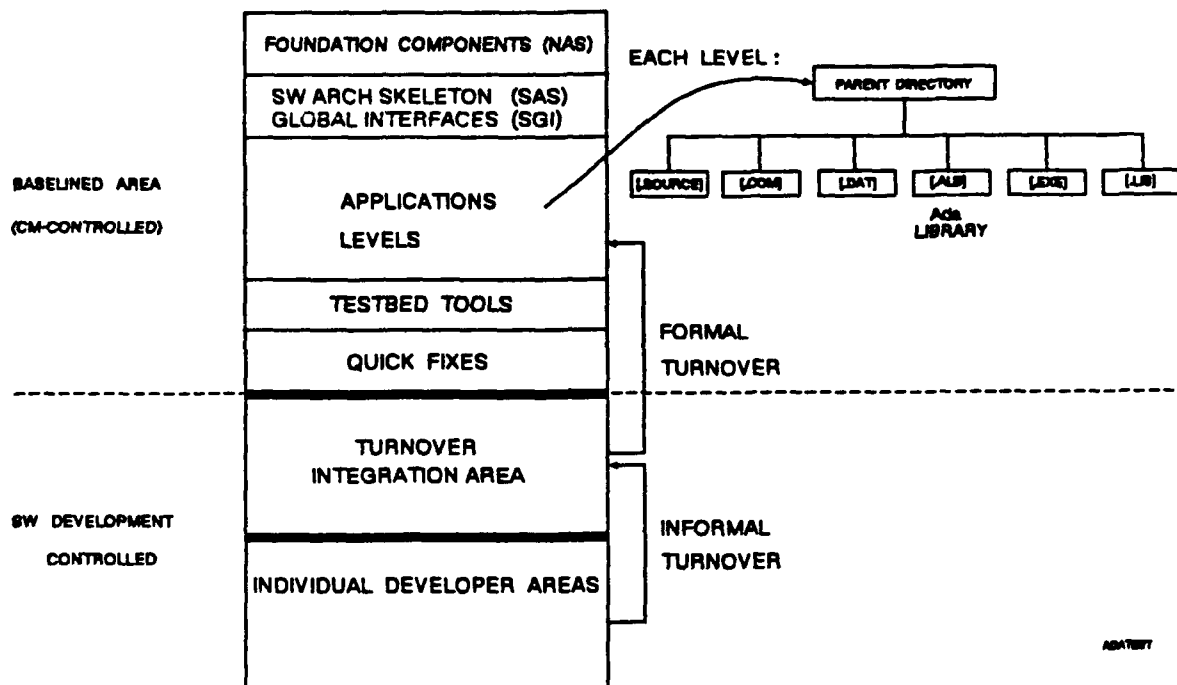 FOUNDATION COMPONENTS (NAS)
SW ARCH SKELETON (SAS)
GLOBAL INTERFACES (SGI)
APPLICATIONS
LEVELS
TESTBED TOOLS
QUICK FIXES
TURNOVER
INTEGRATION AREA
INDIVIDUAL DEVELOPER AREAS
BASELINED AREA
(CM-CONTROLLED)
SW DEVELOPMENT
CONTROLLED
EACH LEVEL :
PARENT DIRECTORY
[.SOURCE]
[.COM]
[.DAT]
[.ALB]
[.EXE]
[.LIS]
Ada
LIBRARY
FORMAL
TURNOVER
INFORMAL
TURNOVER